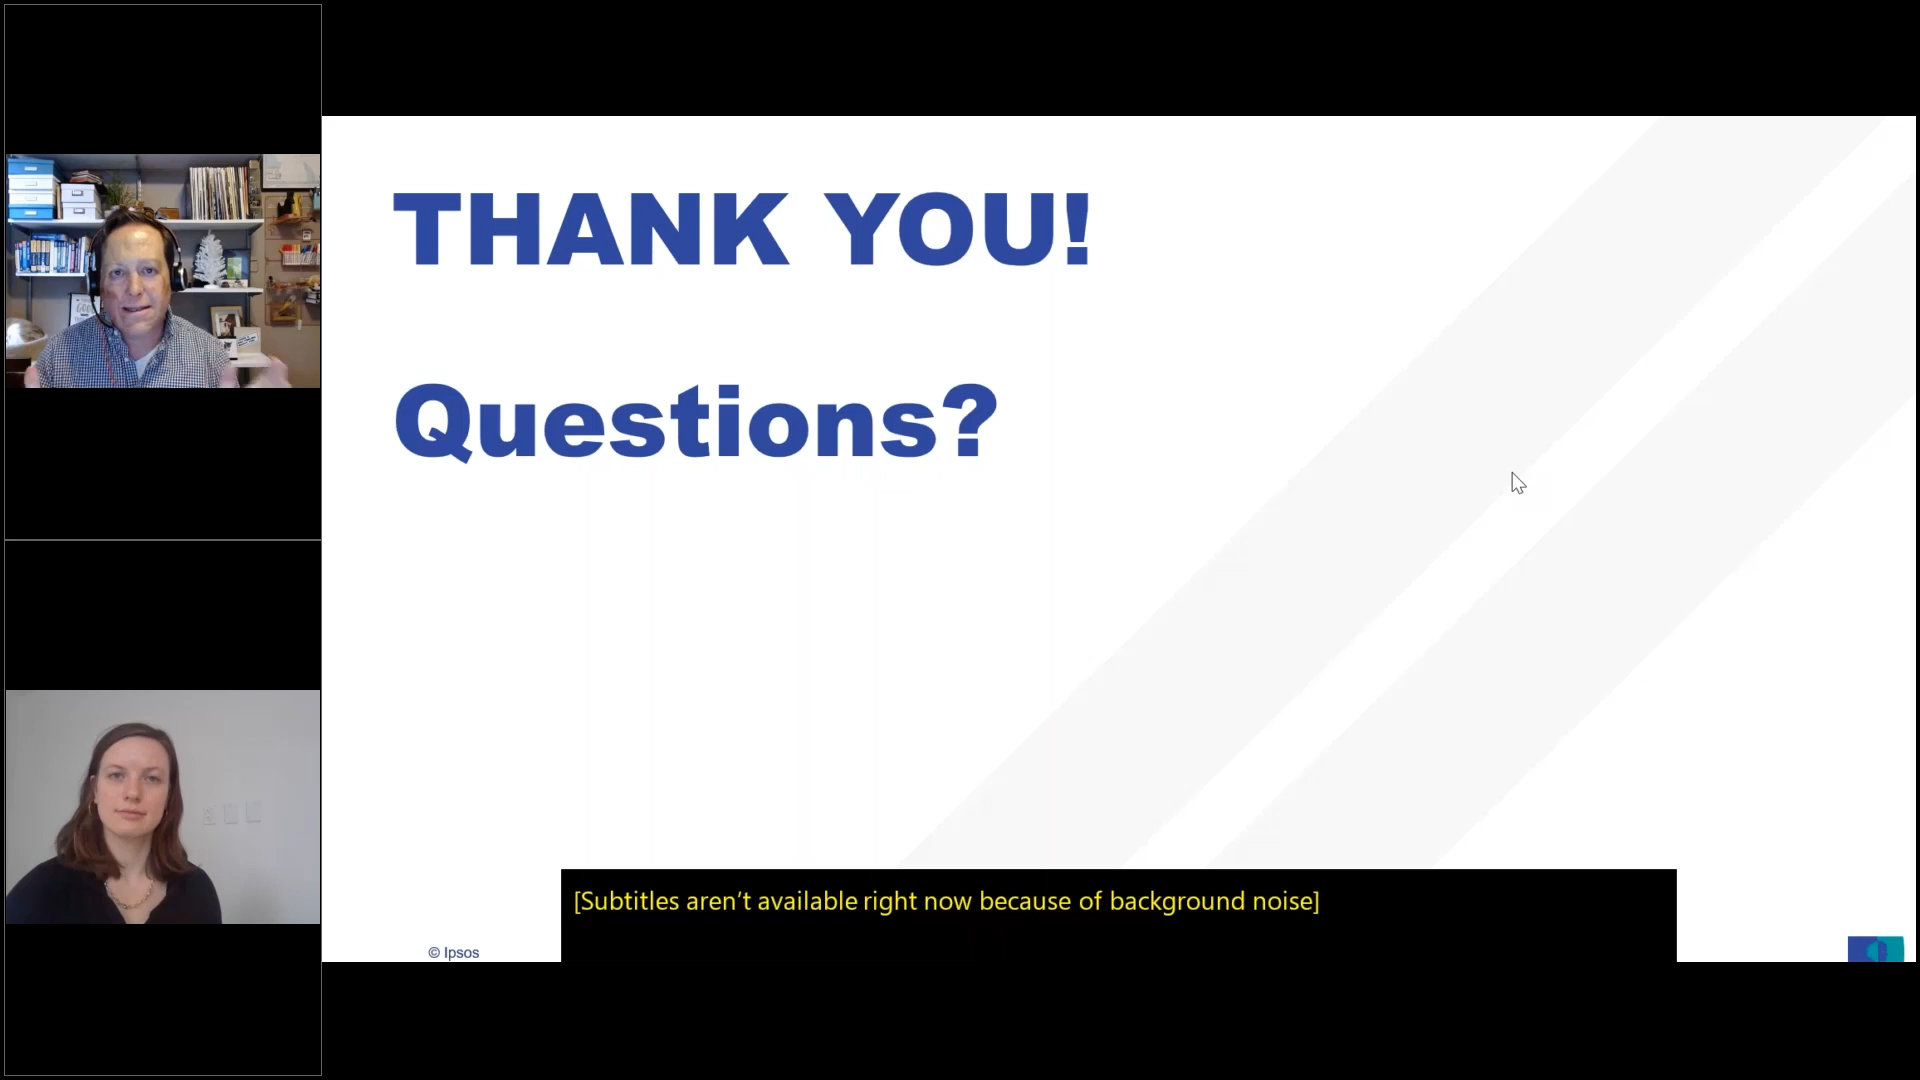 THANK YOU!
Questions?
[Subtitles aren’t available right now because of background noise]
© Ipsos